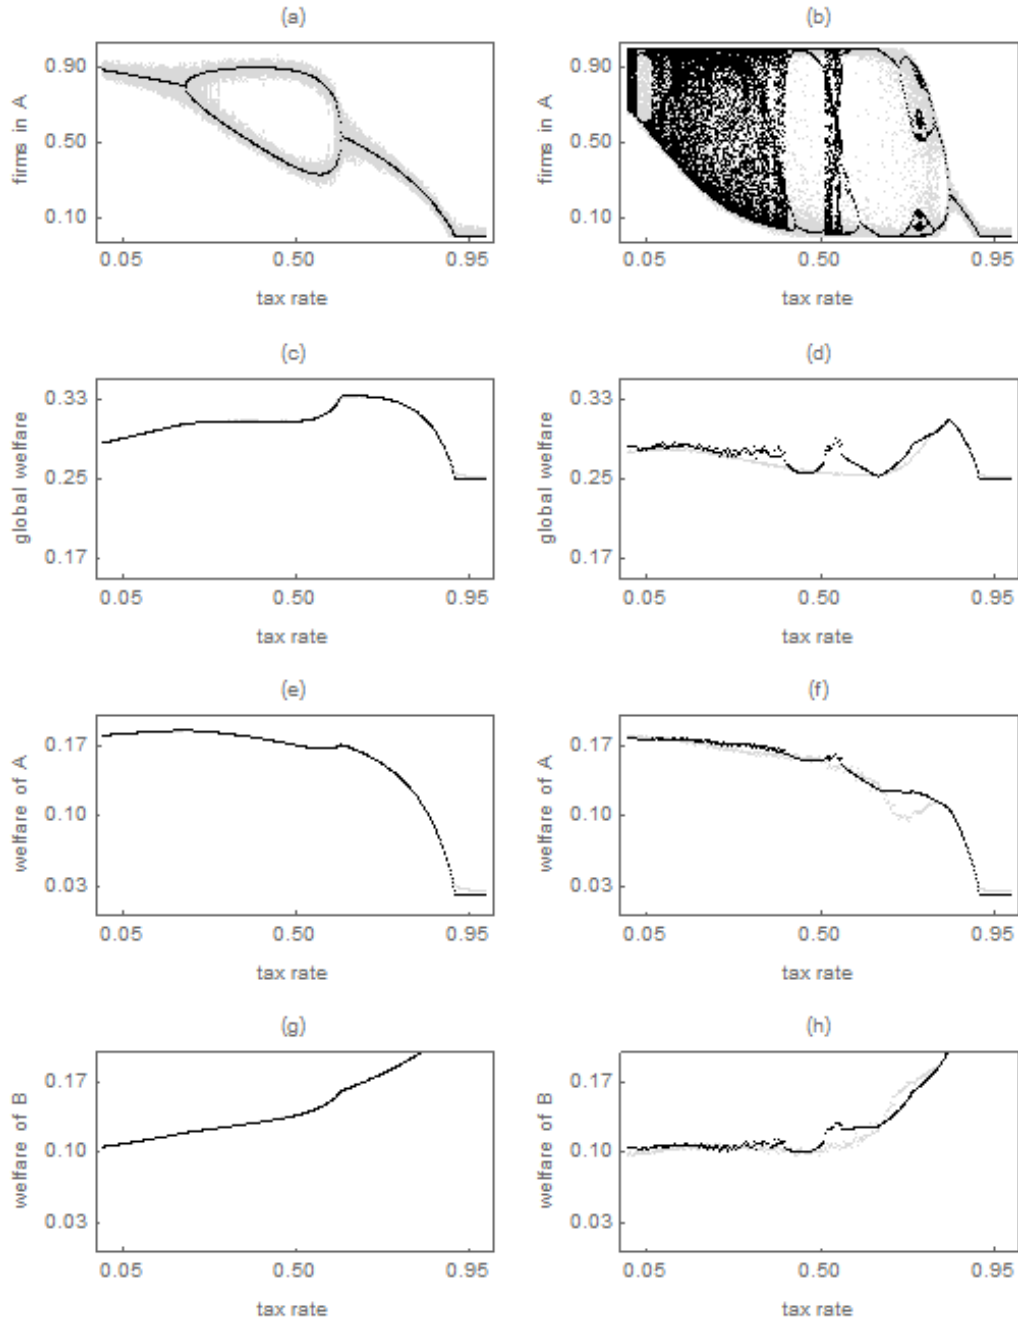 (a)
firms in A
0.90
0.50
0.10
0.05 0.50 0.95
tax rate
(b)
firms in A
0.90
0.50
0.10
0.05 0.50 0.95
tax rate
(c)
global welfare
0.33
0.25
0.17
0.05 0.50 0.95
tax rate
(d)
global welfare
0.33
0.25
0.17
0.05 0.50 0.95
tax rate
(e)
welfare of A
0.17
0.10
0.03
0.05 0.50 0.95
tax rate
(f)
welfare of A
0.17
0.10
0.03
0.05 0.50 0.95
tax rate
(g)
welfare of B
0.17
0.10
0.03
0.05 0.50 0.95
tax rate
(h)
welfare of B
0.17
0.10
0.03
0.05 0.50 0.95
tax rate